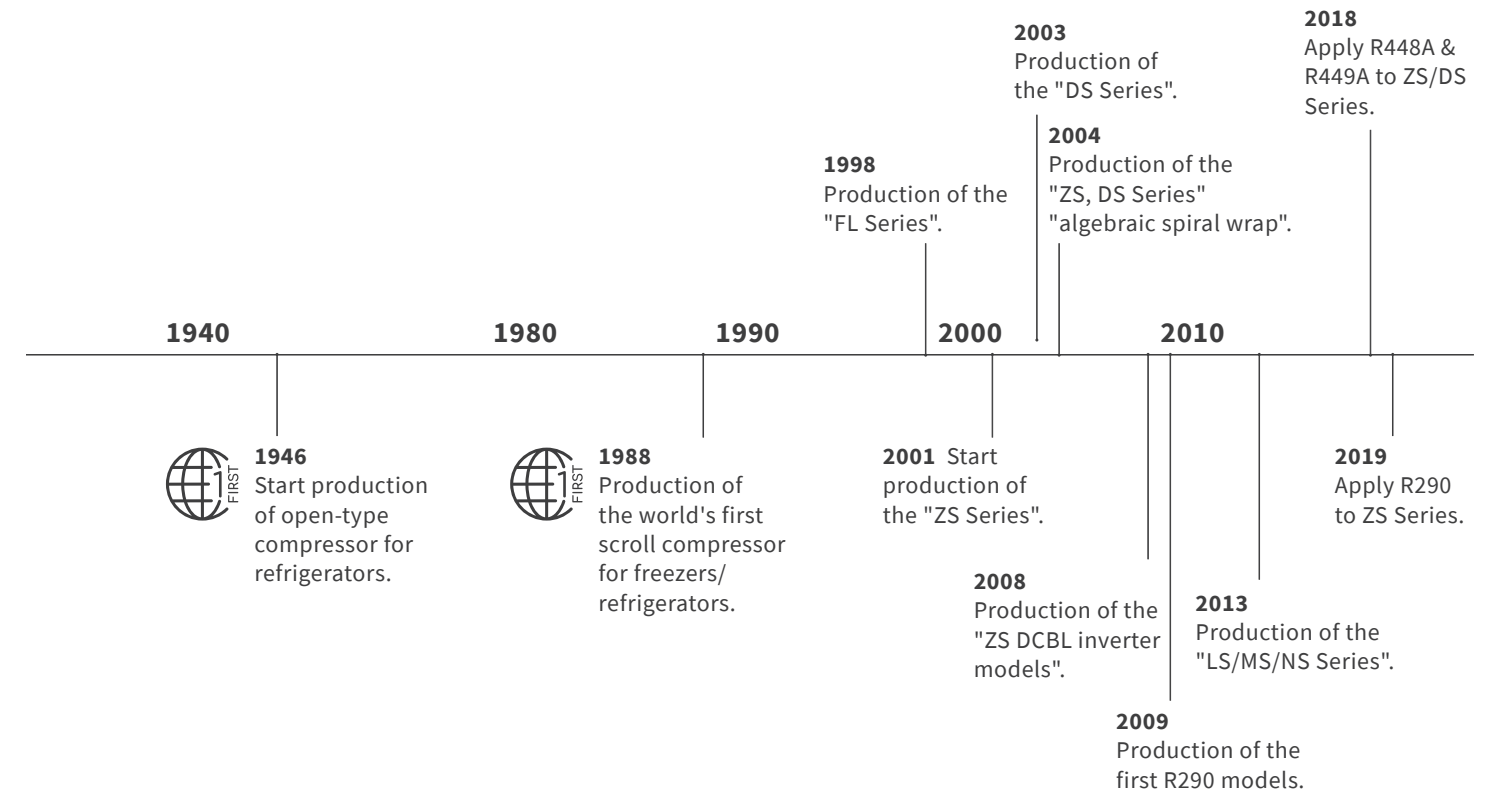 2018
Apply R448A &
R449A to ZS/DS
Series.
2003
Production of
the "DS Series".
2004
Production of the
"ZS, DS Series"
"algebraic spiral wrap".
1998
Production of the
"FL Series".
1940
1980
1990
2000
2010
1 FIRST
1946
Start production
of open-type
compressor for
refrigerators.
1 FIRST
1988
Production of
the world's first
scroll compressor
for freezers/
refrigerators.
2001 Start
production of
the "ZS Series".
2019
Apply R290
to ZS Series.
2008
Production of the
"ZS DCBL inverter
models".
2013
Production of the
"LS/MS/NS Series".
2009
Production of the
first R290 models.